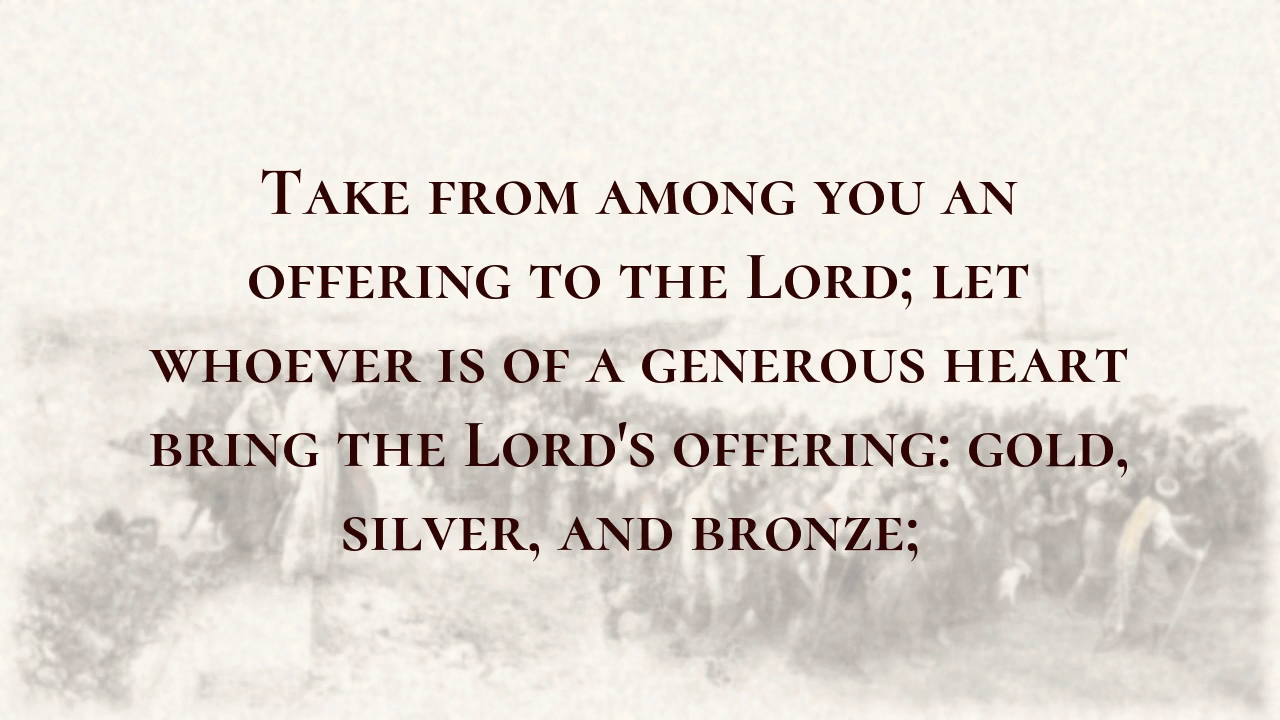 Take from among you an
offering to the Lord; let
whoever is of a generous heart
bring the Lord's offering: gold,
silver, and bronze;